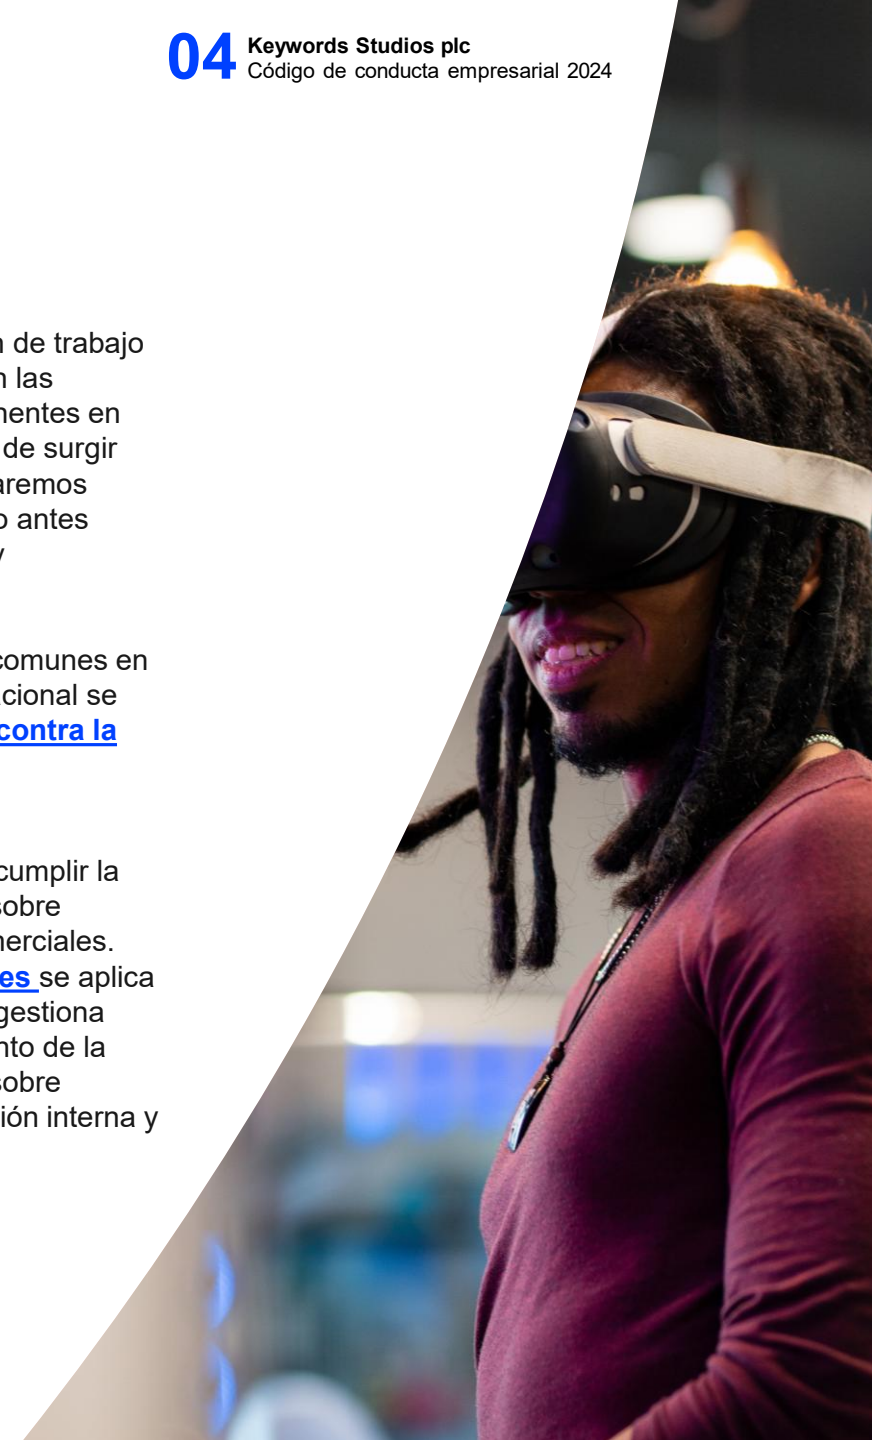 04 Keywords Studios plc
Código de conducta empresarial 2024
de trabajo
las
nentes en
de surgir
aremos
o antes
y
comunes en
cional se
contra la
cumplir la
sobre
merciales.
es se aplica
gestiona
nto de la
sobre
ión interna y